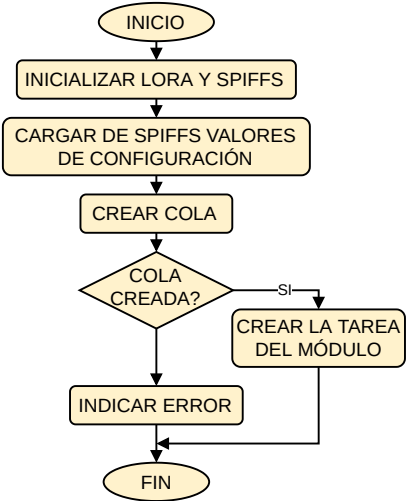 INICIO
INICIALIZAR LORA Y SPIFFS
CARGAR DE SPIFFS VALORES
DE CONFIGURACIÓN
CREAR COLA
COLA
CREADA?
SI
CREAR LA TAREA
DEL MÓDULO
INDICAR ERROR
FIN